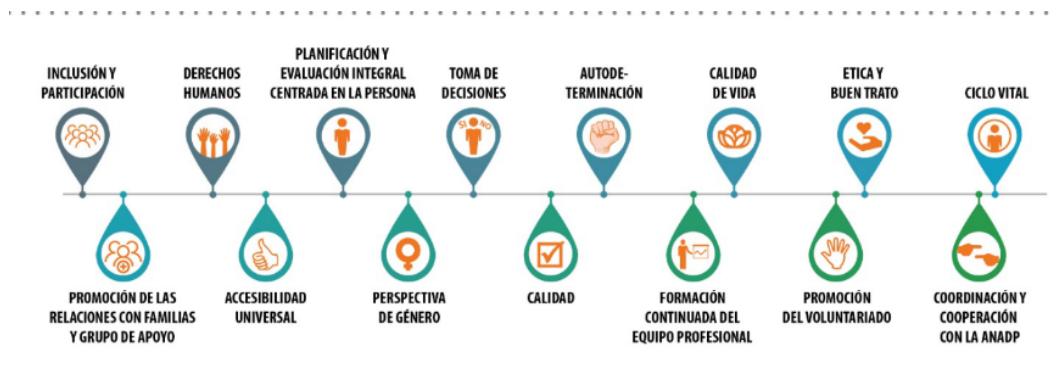 INCLUSIÓN Y
PARTICIPACIÓN
DERECHOS
HUMANOS
PLANIFICACIÓN Y
EVALUACIÓN INTEGRAL
CENTRADA EN LA PERSONA
TOMA DE
DECISIONES
SI NO
AUTODE-
TERMINACIÓN
CALIDAD
DE VIDA
ETICA Y
BUEN TRATO
CICLO VITAL
PROMOCIÓN DE LAS
RELACIONES CON FAMILIAS
Y GRUPO DE APOYO
ACCESIBILIDAD
UNIVERSAL
PERSPECTIVA
DE GÉNERO
CALIDAD
FORMACIÓN
CONTINUADA DEL
EQUIPO PROFESIONAL
PROMOCIÓN
DEL VOLUNTARIADO
COORDINACIÓN Y
COOPERACIÓN
CON LA ANADP